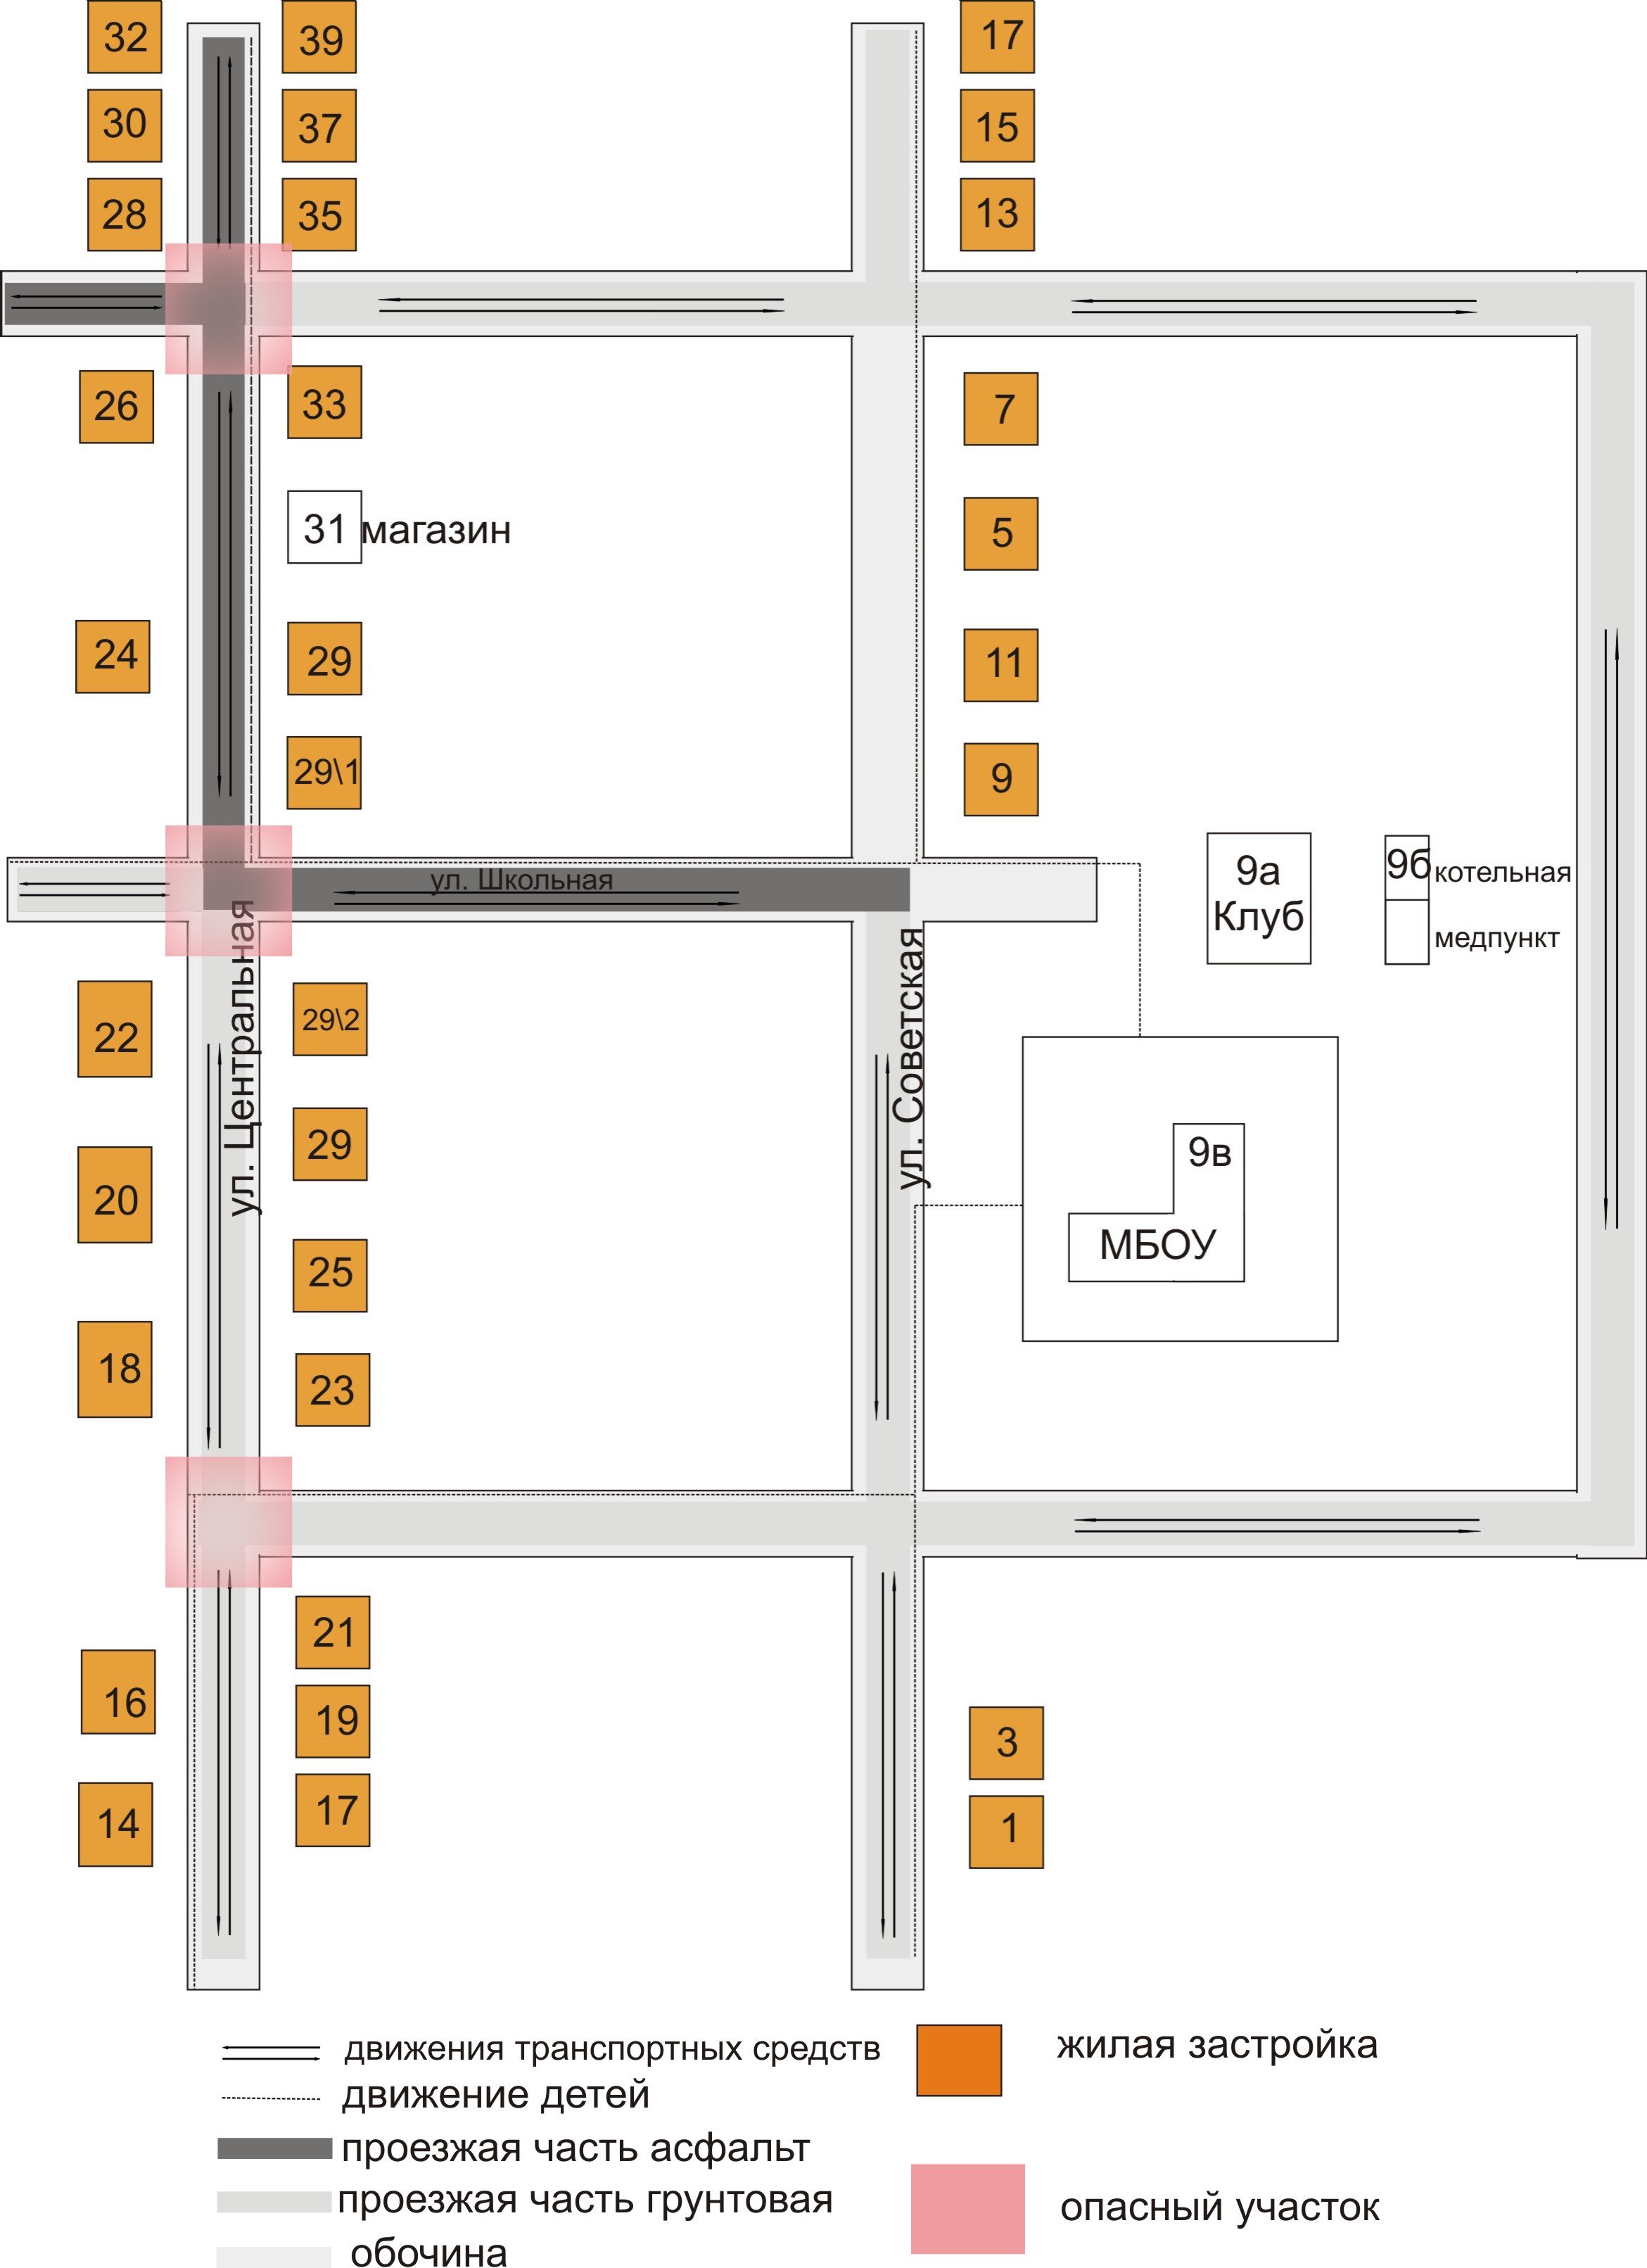 32
39
17
30
37
15
28
35
13
26
33
7
31 магазин
5
24
29
11
29\1
9
9а
Клуб
9б котельная
медпункт
ул. Школьная
ул. Центральная
ул. Советская
22
29\2
20
29
9в
МБОУ
25
18
23
21
16
19
3
14
17
1
движения транспортных средств
жилая застройка
движение детей
проезжая часть асфальт
проезжая часть грунтовая
опасный участок
обочина